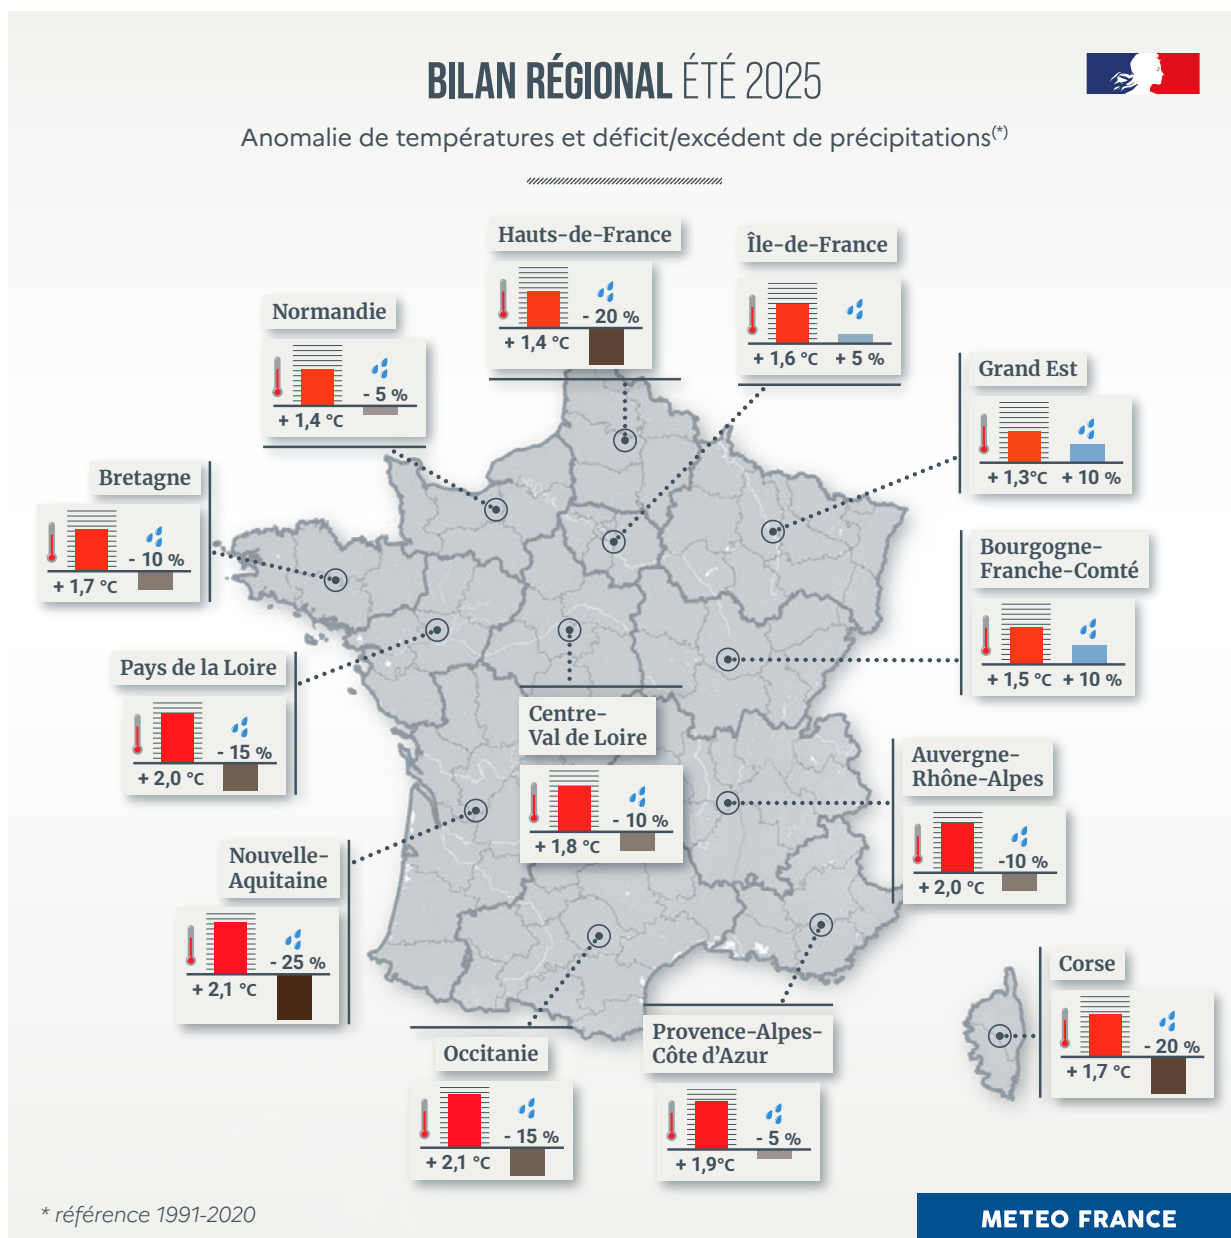 BILAN RÉGIONAL ÉTÉ 2025
Anomalie de températures et déficit/excédent de précipitations(*)
Hauts-de-France
- 20 %
+ 1,4 °C
Île-de-France
+ 1,6 °C + 5 %
Normandie
- 5 %
+ 1,4 °C
Grand Est
+ 1,3°C + 10 %
Bretagne
- 10 %
+ 1,7 °C
Bourgogne-
Franche-Comté
+ 1,5 °C + 10 %
Pays de la Loire
- 15 %
+ 2,0 °C
Centre-
Val de Loire
- 10 %
+ 1,8 °C
Auvergne-
Rhône-Alpes
-10 %
+ 2,0 °C
Nouvelle-
Aquitaine
- 25 %
+ 2,1 °C
Corse
- 20 %
+ 1,7 °C
Occitanie
- 15 %
+ 2,1 °C
Provence-Alpes-
Côte d'Azur
- 5 %
+ 1,9°C
* référence 1991-2020
METEO FRANCE